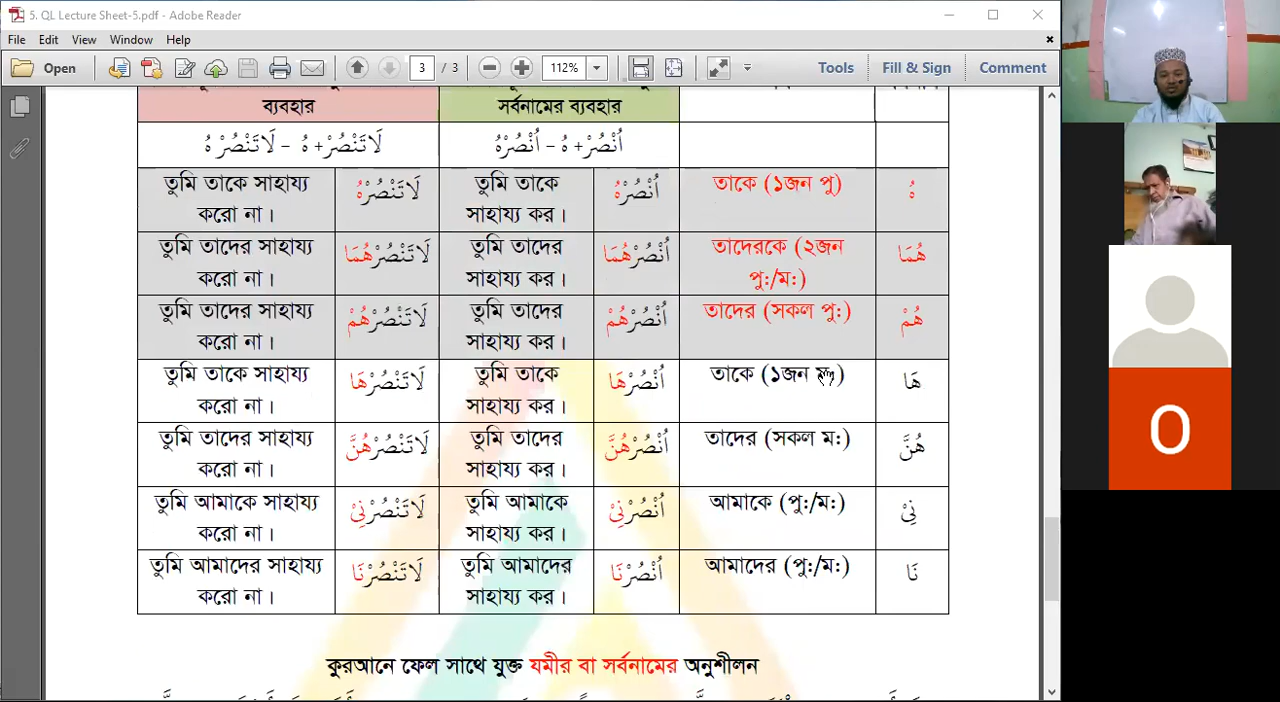 5. QL Lecture Sheet-5.pdf - Adobe Reader
File Edit View Window Help
Open 3 / 3 112% Tools Fill & Sign Comment
ব্যবহার সর্বনামের ব্যবহার
لَاتَنْصُرْ+ هُ – لَاتَنْصُرْ هُ اُنْصُرْ+ هُ – اُنْصُرْهُ
তুমি তাকে সাহায্য করো না। لَاتَنْصُرْهُ তুমি তাকে সাহায্য কর। اُنْصُرْهُ তাকে (১জন পু) هُ
তুমি তাদের সাহায্য করো না। لَاتَنْصُرْهُمَا তুমি তাদের সাহায্য কর। اُنْصُرْهُمَا তাদেরকে (২জন পু:/ম:) هُمَا
তুমি তাদের সাহায্য করো না। لَاتَنْصُرْهُمْ তুমি তাদের সাহায্য কর। اُنْصُرْهُمْ তাদের (সকল পু:) هُمْ
তুমি তাকে সাহায্য করো না। لَاتَنْصُرْهَا তুমি তাকে সাহায্য কর। اُنْصُرْهَا তাকে (১জন ম) هَا
তুমি তাদের সাহায্য করো না। لَاتَنْصُرْهُنَّ তুমি তাদের সাহায্য কর। اُنْصُرْهُنَّ তাদের (সকল ম:) هُنَّ
তুমি আমাকে সাহায্য করো না। لَاتَنْصُرْنِيْ তুমি আমাকে সাহায্য কর। اُنْصُرْنِيْ আমাকে (পু:/ম:) نِيْ
তুমি আমাদের সাহায্য করো না। لَاتَنْصُرْنَا তুমি আমাদের সাহায্য কর। اُنْصُرْنَا আমাদের (পু:/ম:) نَا
কুরআনে ফেল সাথে যুক্ত যমীর বা সর্বনামের অনুশীলন
O